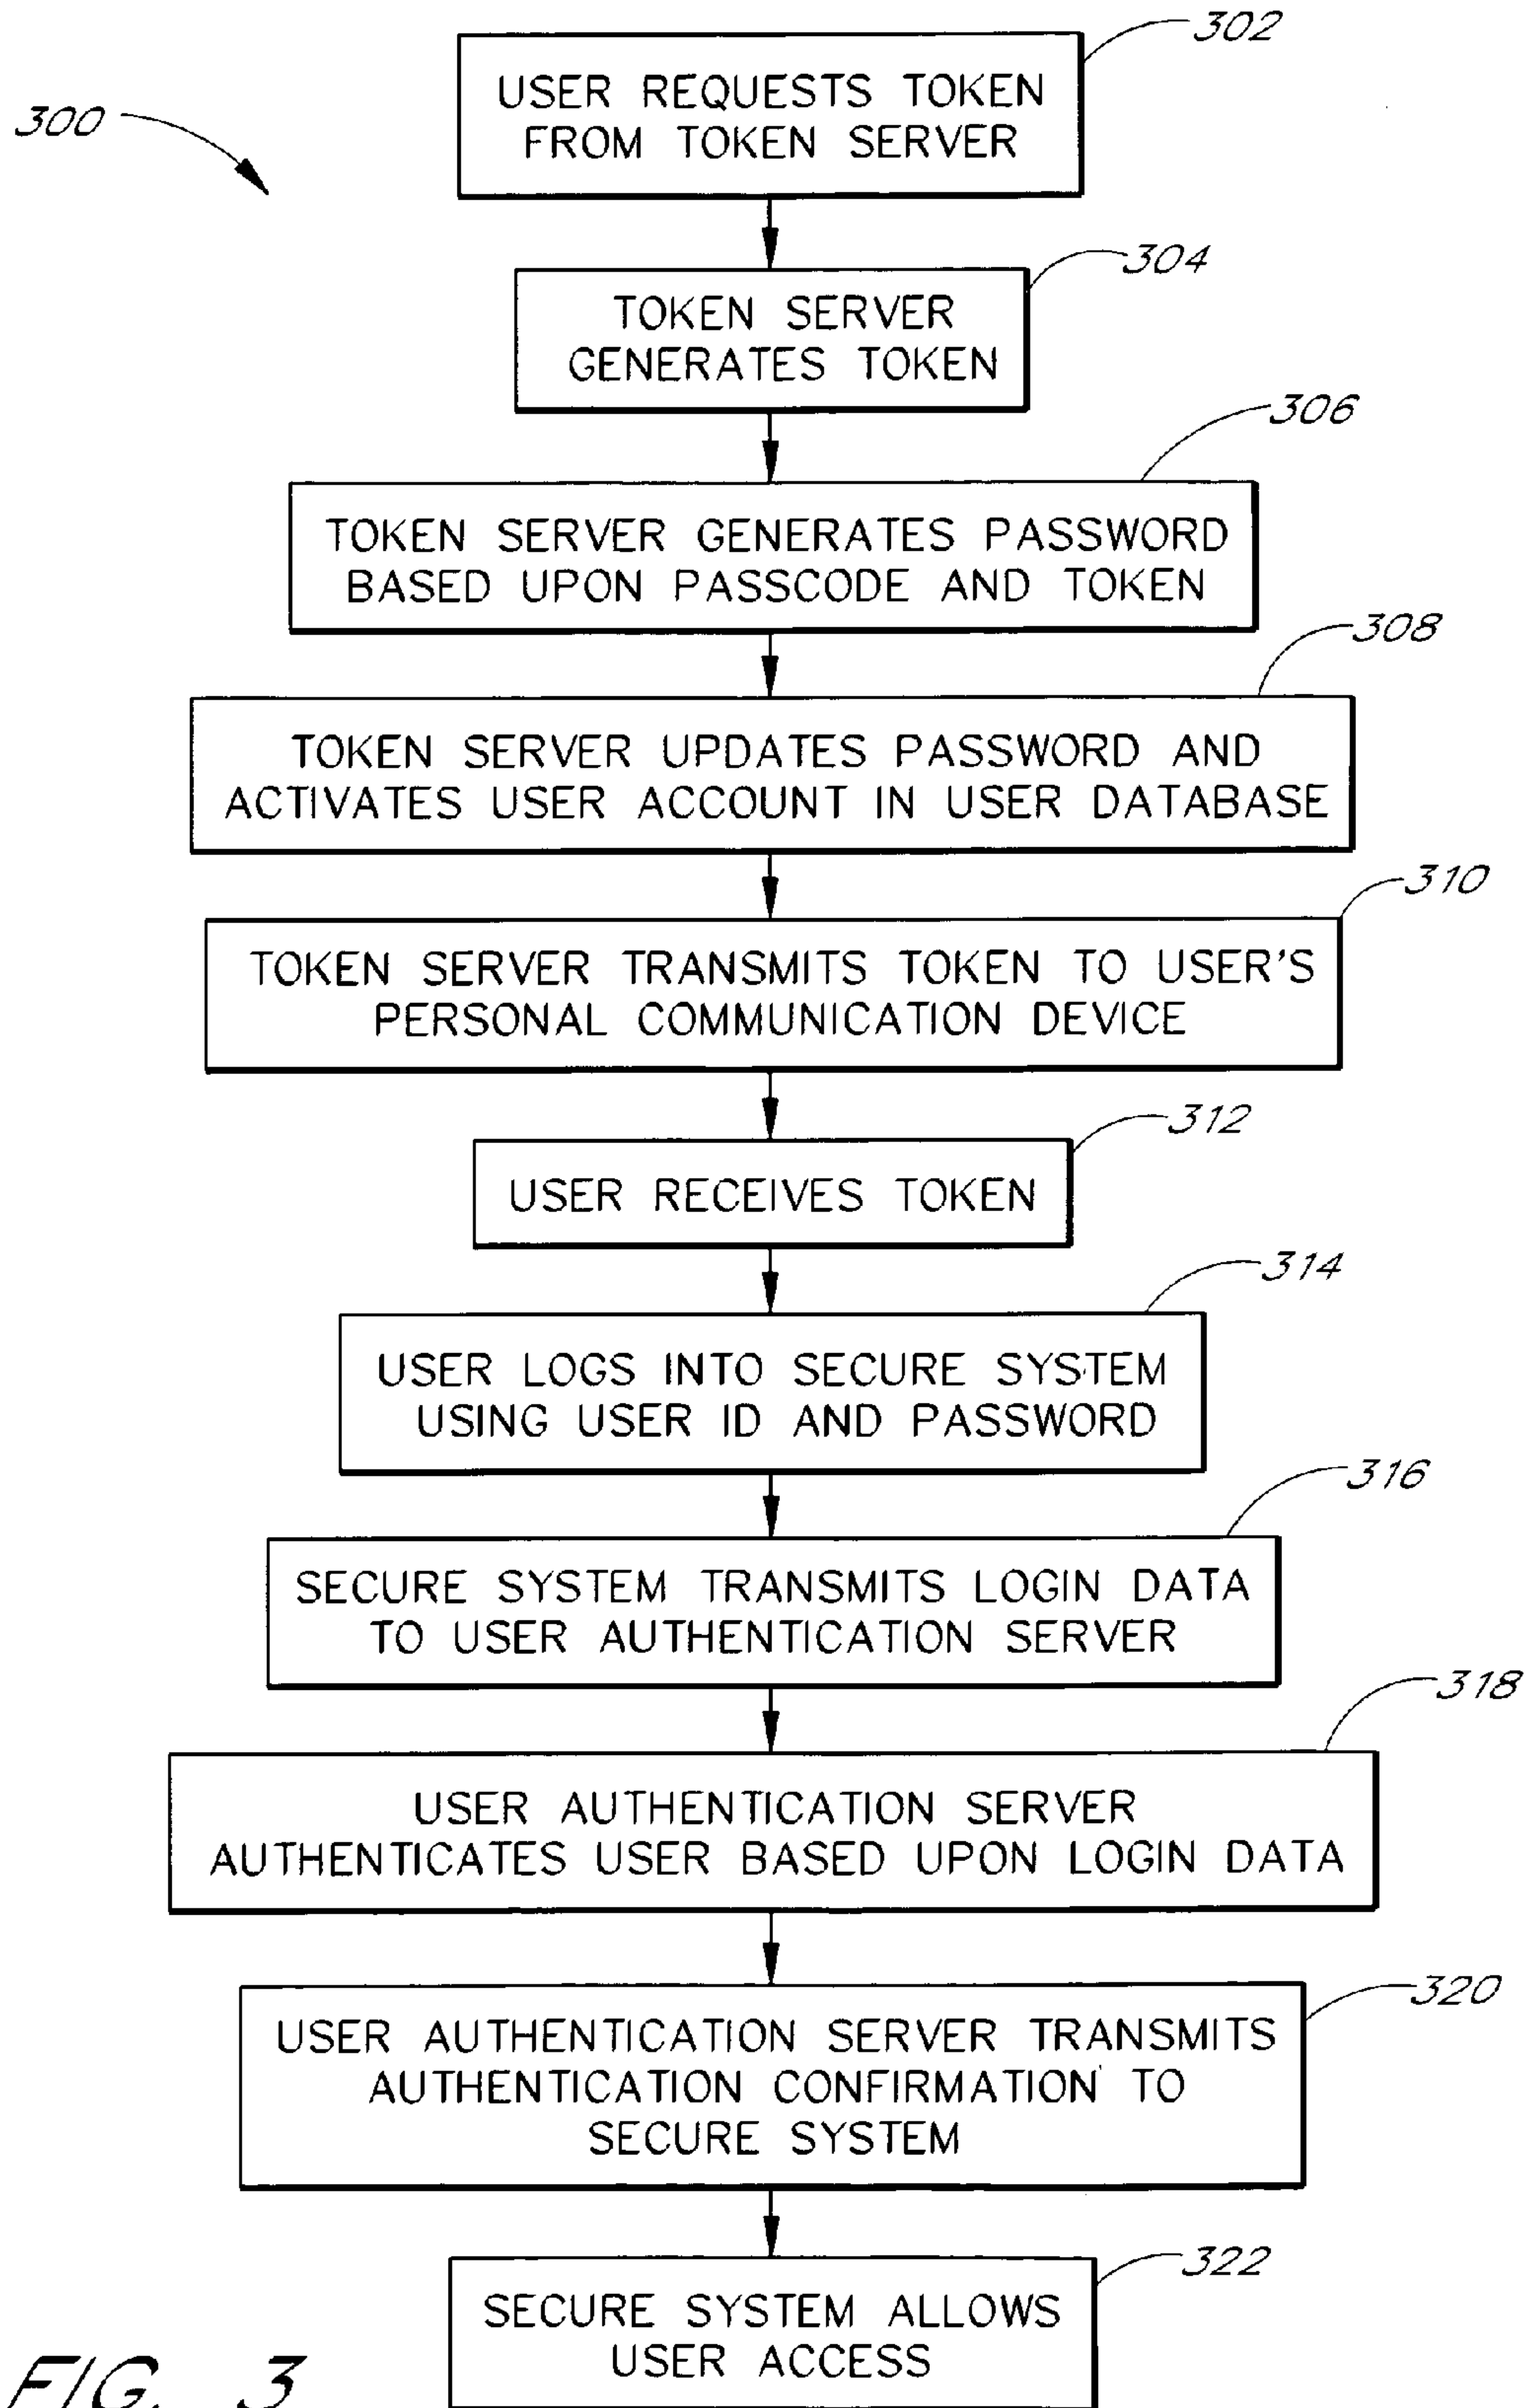 302
USER REQUESTS TOKEN
FROM TOKEN SERVER
300
304
TOKEN SERVER
GENERATES TOKEN
306
TOKEN SERVER GENERATES PASSWORD
BASED UPON PASSCODE AND TOKEN
308
TOKEN SERVER UPDATES PASSWORD AND
ACTIVATES USER ACCOUNT IN USER DATABASE
310
TOKEN SERVER TRANSMITS TOKEN TO USER'S
PERSONAL COMMUNICATION DEVICE
312
USER RECEIVES TOKEN
314
USER LOGS INTO SECURE SYSTEM
USING USER ID AND PASSWORD
316
SECURE SYSTEM TRANSMITS LOGIN DATA
TO USER AUTHENTICATION SERVER
318
USER AUTHENTICATION SERVER
AUTHENTICATES USER BASED UPON LOGIN DATA
320
USER AUTHENTICATION SERVER TRANSMITS
AUTHENTICATION CONFIRMATION TO
SECURE SYSTEM
322
SECURE SYSTEM ALLOWS
USER ACCESS
FIG. 3